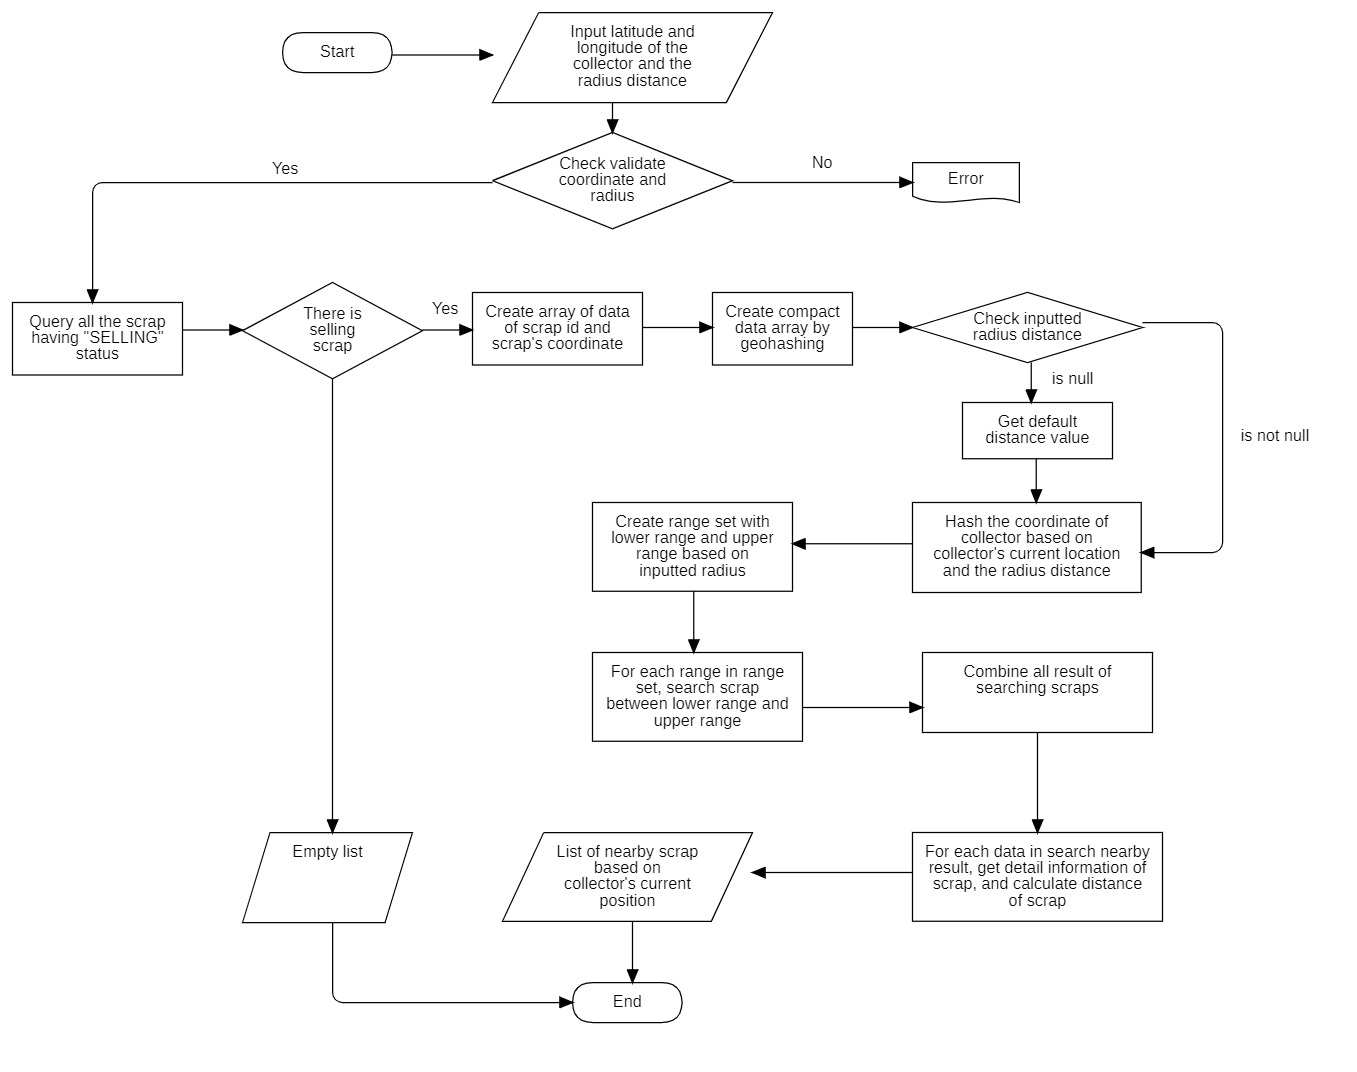 Start
Input latitude and
longitude of the
collector and the
radius distance
Check validate
coordinate and
radius
Yes
No
Error
Query all the scrap
having "SELLING"
status
There is
selling
scrap
Yes
Create array of data
of scrap id and
scrap's coordinate
Create compact
data array by
geohashing
Check inputted
radius distance
is null
is not null
Get default
distance value
Hash the coordinate of
collector based on
collector's current location
and the radius distance
Create range set with
lower range and upper
range based on
inputted radius
For each range in range
set, search scrap
between lower range and
upper range
Combine all result of
searching scraps
For each data in search nearby
result, get detail information of
scrap, and calculate distance
of scrap
List of nearby scrap
based on
collector's current
position
Empty list
End